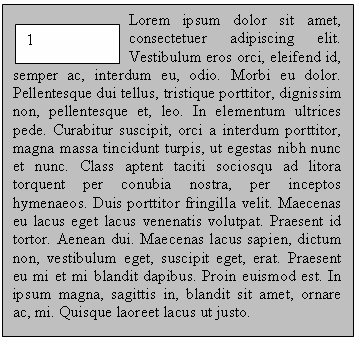 1
Lorem ipsum dolor sit amet,
consectetuer adipiscing elit.
Vestibulum eros orci, eleifend id,
semper ac, interdum eu, odio. Morbi eu dolor.
Pellentesque dui tellus, tristique porttitor, dignissim
non, pellentesque et, leo. In elementum ultrices
pede. Curabitur suscipit, orci a interdum porttitor,
magna massa tincidunt turpis, ut egestas nibh nunc
et nunc. Class aptent taciti sociosqu ad litora
torquent per conubia nostra, per inceptos
hymenaeos. Duis porttitor fringilla velit. Maecenas
eu lacus eget lacus venenatis volutpat. Praesent id
tortor. Aenean dui. Maecenas lacus sapien, dictum
non, vestibulum eget, suscipit eget, erat. Praesent
eu mi et mi blandit dapibus. Proin euismod est. In
ipsum magna, sagittis in, blandit sit amet, ornare
ac, mi. Quisque laoreet lacus ut justo.